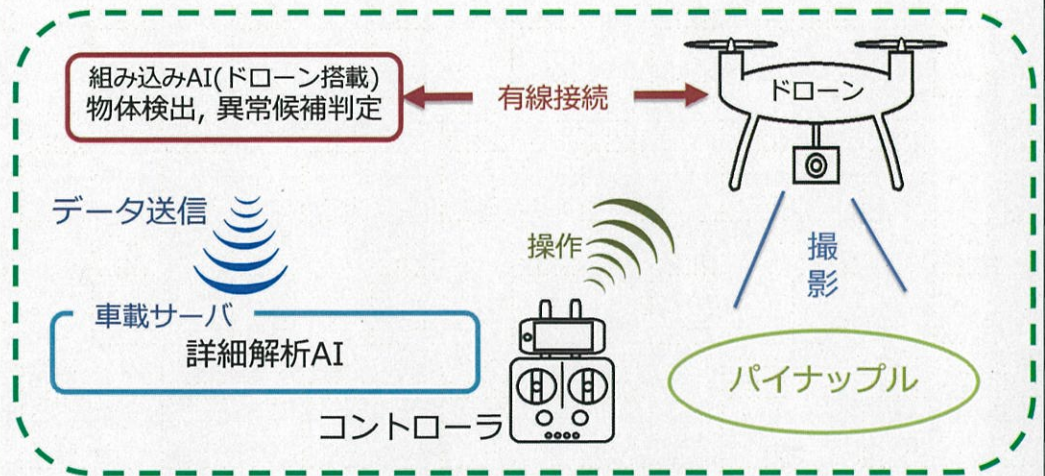 組み込みAI(ドローン搭載)
物体検出, 異常候補判定
有線接続
ドローン
データ送信
操作
撮
影
車載サーバ
詳細解析AI
パイナップル
コントローラ